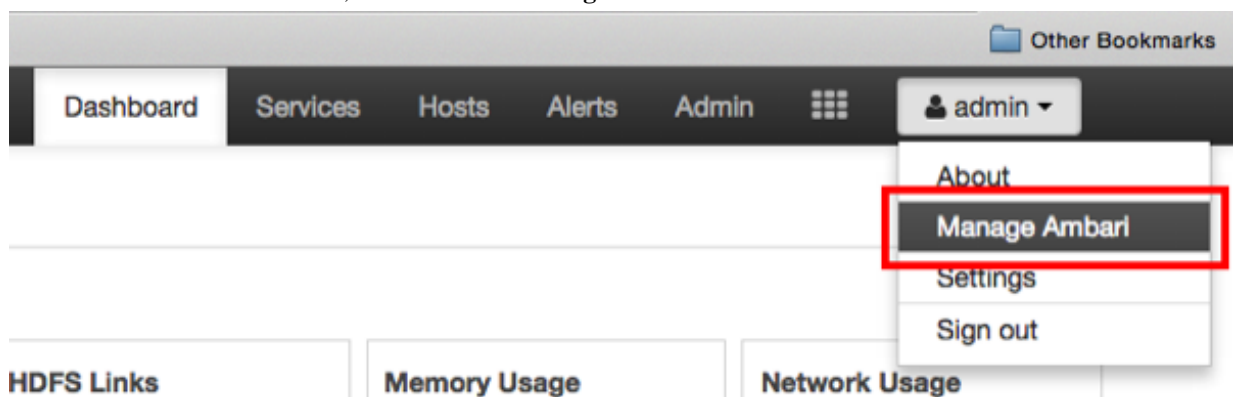 Other Bookmarks
Dashboard Services Hosts Alerts Admin admin
About
Manage Ambari
Settings
Sign out
HDFS Links Memory Usage Network Usage